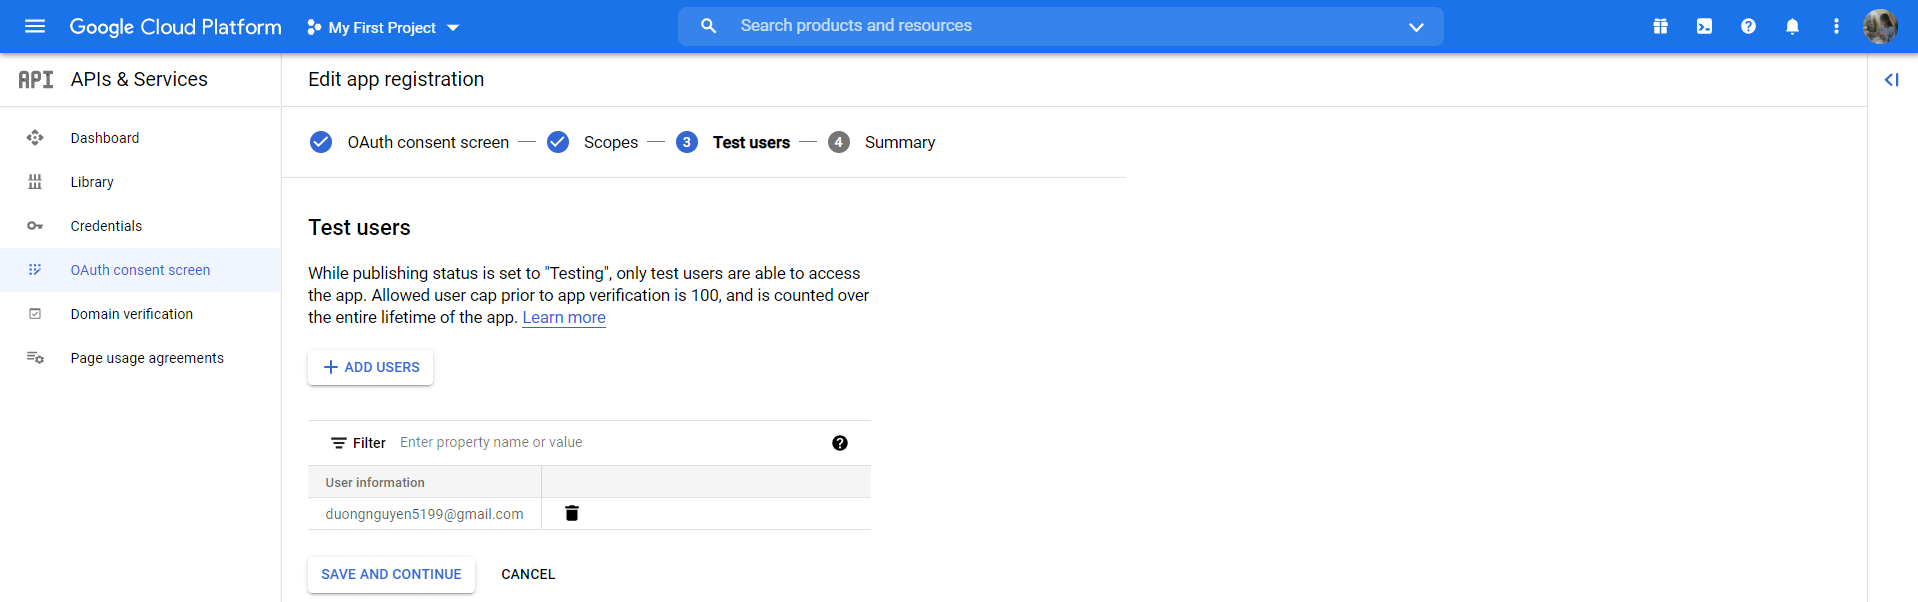 Google Cloud Platform
My First Project
Search products and resources
API APIs & Services
Edit app registration
Dashboard
Library
Credentials
OAuth consent screen
Domain verification
Page usage agreements
OAuth consent screen — Scopes — 3 Test users — 4 Summary
Test users
While publishing status is set to "Testing", only test users are able to access
the app. Allowed user cap prior to app verification is 100, and is counted over
the entire lifetime of the app. Learn more
+ ADD USERS
Filter Enter property name or value
User information
duongnguyen5199@gmail.com
SAVE AND CONTINUE CANCEL